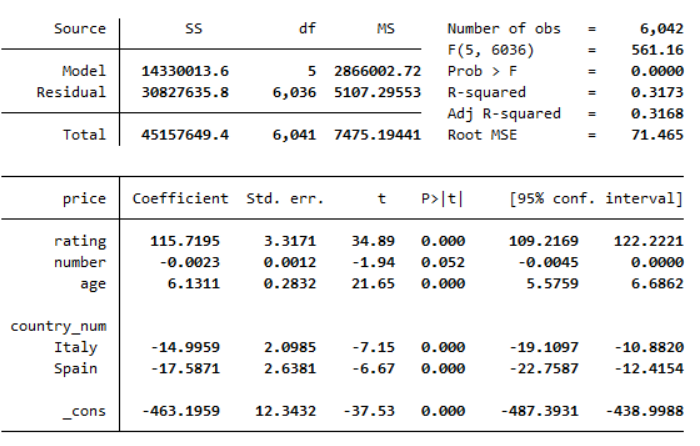 Source SS df MS Number of obs = 6,042
F(5, 6036) = 561.16
Model 14330013.6 5 2866002.72 Prob > F = 0.0000
Residual 30827635.8 6,036 5107.29553 R-squared = 0.3173
Adj R-squared = 0.3168
Total 45157649.4 6,041 7475.19441 Root MSE = 71.465
price Coefficient Std. err. t P>|t| [95% conf. interval]
rating 115.7195 3.3171 34.89 0.000 109.2169 122.2221
number -0.0023 0.0012 -1.94 0.052 -0.0045 0.0000
age 6.1311 0.2832 21.65 0.000 5.5759 6.6862
country_num
Italy -14.9959 2.0985 -7.15 0.000 -19.1097 -10.8820
Spain -17.5871 2.6381 -6.67 0.000 -22.7587 -12.4154
_cons -463.1959 12.3432 -37.53 0.000 -487.3931 -438.9988